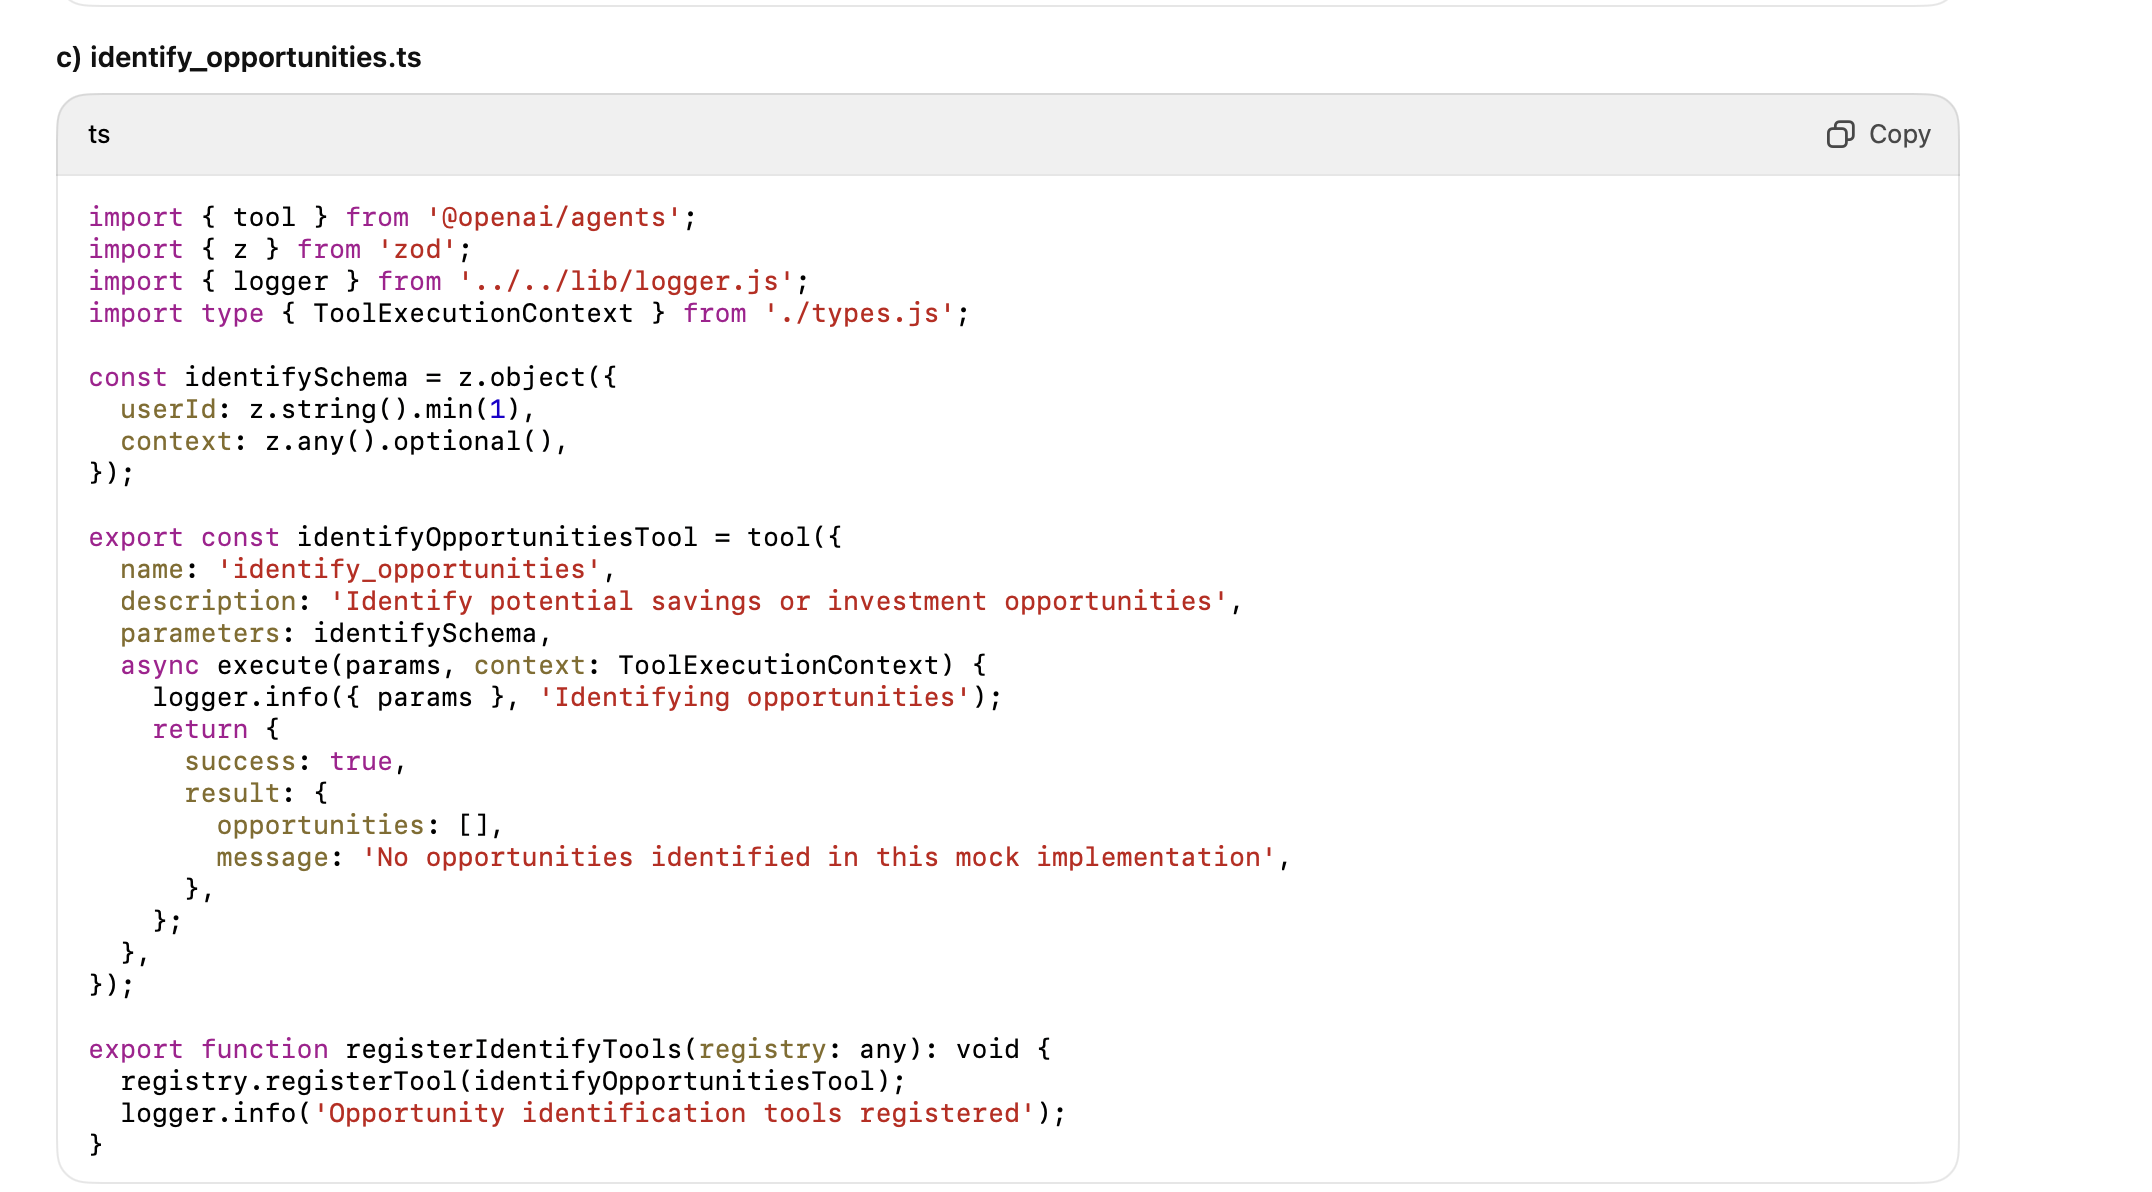 c) identify_opportunities.ts
ts
Copy
import { tool } from '@openai/agents';
import { z } from 'zod';
import { logger } from '../../lib/logger.js';
import type { ToolExecutionContext } from './types.js';

const identifySchema = z.object({
  userId: z.string().min(1),
  context: z.any().optional(),
});

export const identifyOpportunitiesTool = tool({
  name: 'identify_opportunities',
  description: 'Identify potential savings or investment opportunities',
  parameters: identifySchema,
  async execute(params, context: ToolExecutionContext) {
    logger.info({ params }, 'Identifying opportunities');
    return {
      success: true,
      result: {
        opportunities: [],
        message: 'No opportunities identified in this mock implementation',
      },
    };
  },
});

export function registerIdentifyTools(registry: any): void {
  registry.registerTool(identifyOpportunitiesTool);
  logger.info('Opportunity identification tools registered');
}